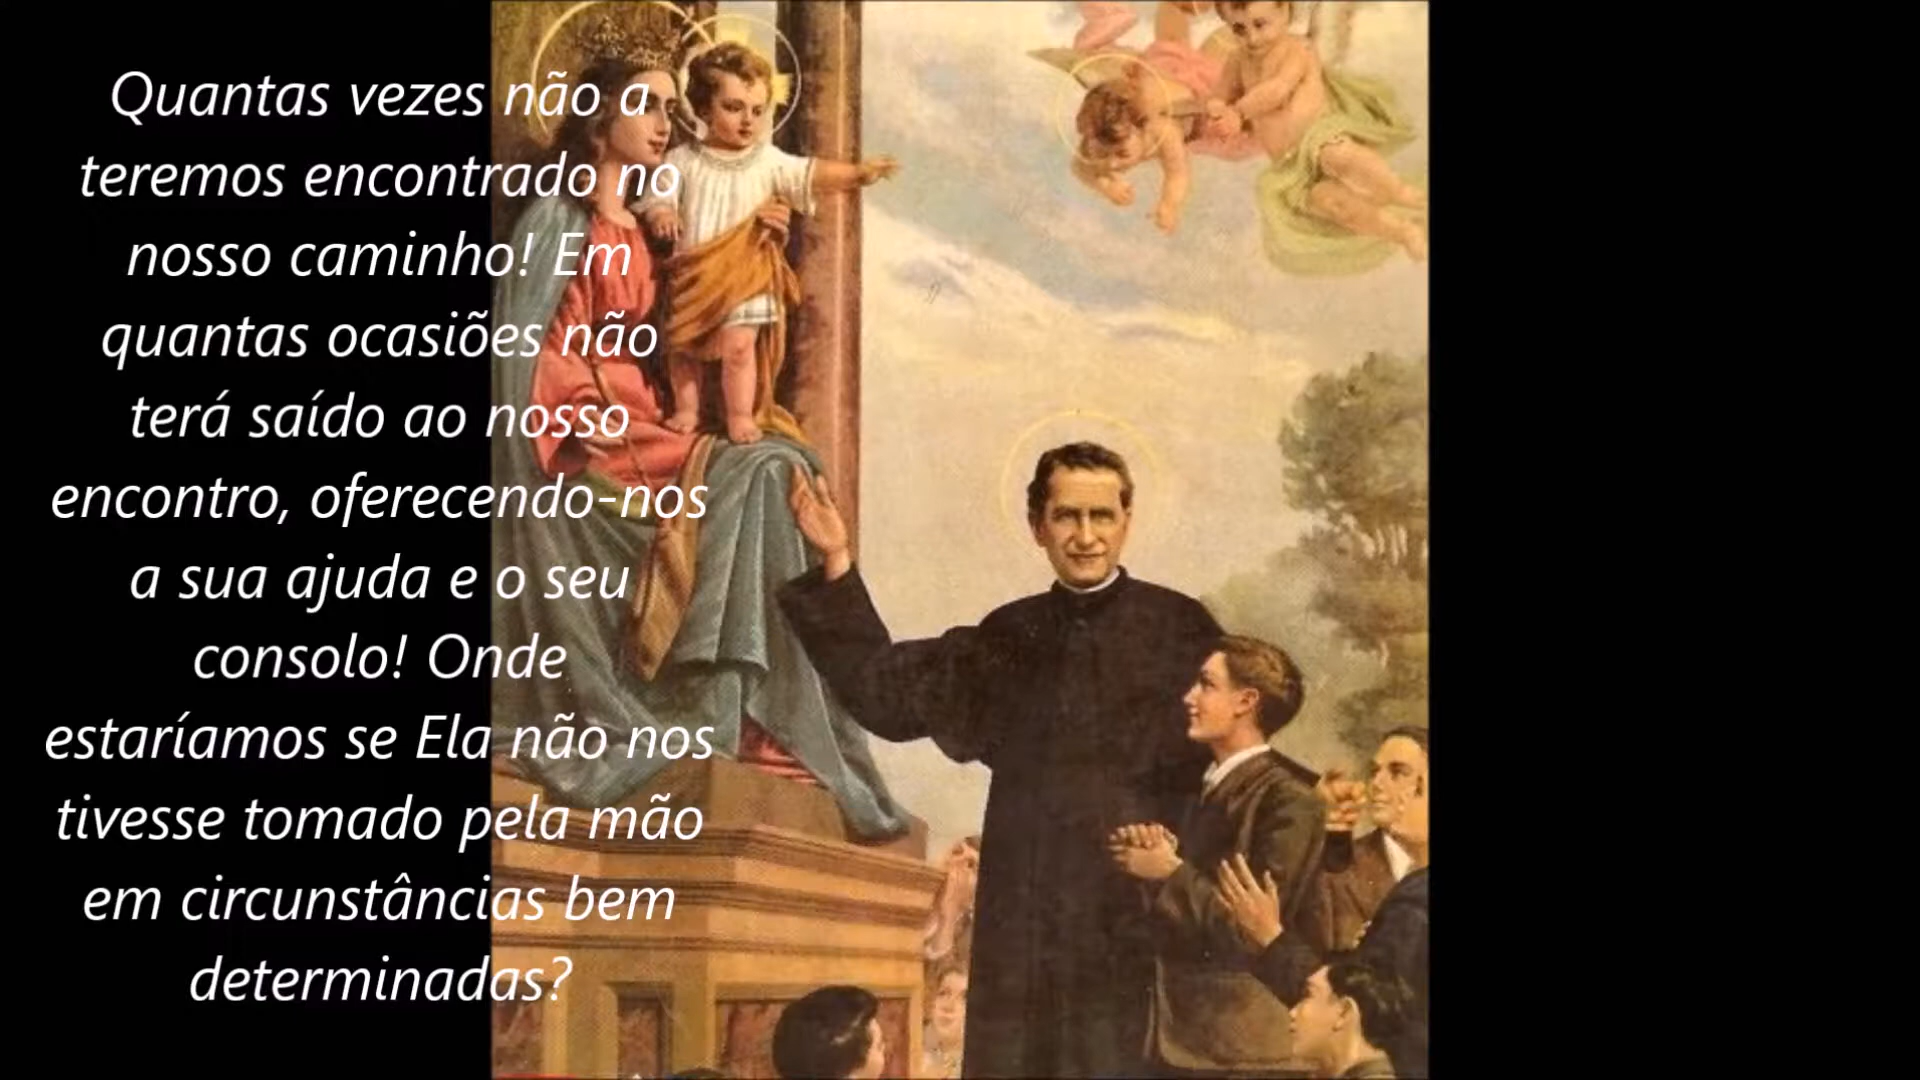 Quantas vezes não a
teremos encontrado no
nosso caminho! Em
quantas ocasiões não
terá saído ao nosso
encontro, oferecendo-nos
a sua ajuda e o seu
consolo! Onde
estaríamos se Ela não nos
tivesse tomado pela mão
em circunstâncias bem
determinadas?